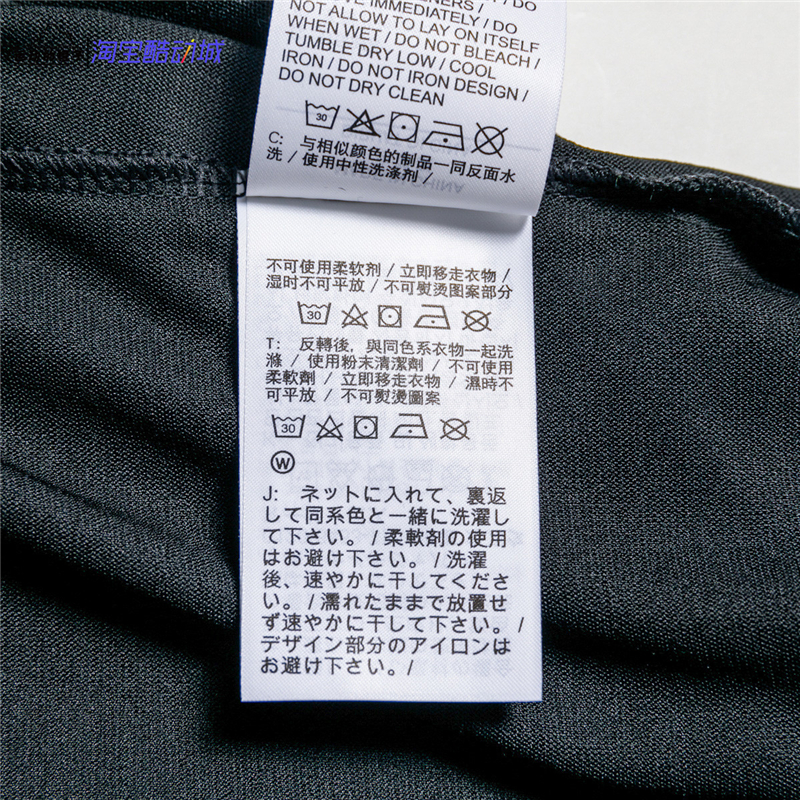 淘宝酷动城
NOT ALLOW TO LAY ON ITSELF
WHEN WET / DO NOT BLEACH /
TUMBLE DRY LOW / COOL
IRON / DO NOT IRON DESIGN /
DO NOT DRY CLEAN
30
C: 与相似颜色的制品一同反面水
洗 / 使用中性洗涤剂 /
不可使用柔软剂 / 立即移走衣物 /
湿时不可平放 / 不可熨烫图案部分
30
T: 反轉後，與同色系衣物一起洗
滌 / 使用粉末清潔劑 / 不可使用
柔軟劑 / 立即移走衣物 / 濕時不
可平放 / 不可熨燙圖案
30
W
J: ネットに入れて、裏返
して同系色と一緒に洗濯し
て下さい。/ 柔軟剤の使用
はお避け下さい。/ 洗濯
後、速やかに干してくださ
い。/ 濡れたままで放置せ
ず速やかに干して下さい。/
デザイン部分のアイロンは
お避け下さい。/